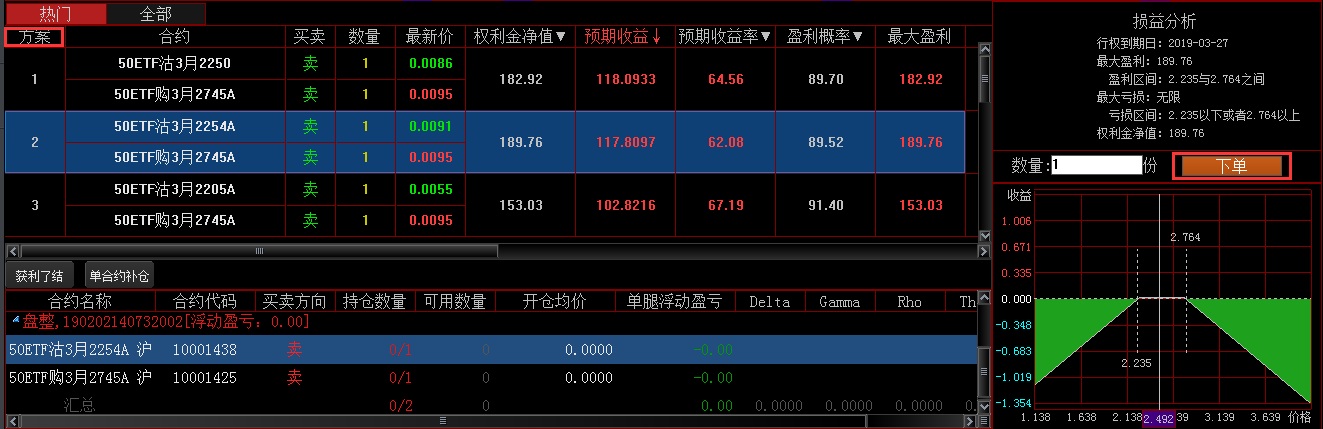 热门 全部
方案 合约 买卖 数量 最新价 权利金净值▼ 预期收益↓ 预期收益率▼ 盈利概率▼ 最大盈利
1 50ETF沽3月2250 卖 1 0.0086 182.92 118.0933 64.56 89.70 182.92
50ETF购3月2745A 卖 1 0.0095
2 50ETF沽3月2254A 卖 1 0.0091 189.76 117.8097 62.08 89.52 189.76
50ETF购3月2745A 卖 1 0.0095
3 50ETF沽3月2205A 卖 1 0.0055 153.03 102.8216 67.19 91.40 153.03
50ETF购3月2745A 卖 1 0.0095
获利了结 单合约补仓
合约名称 合约代码 买卖方向 持仓数量 可用数量 开仓均价 单腿浮动盈亏 Delta Gamma Rho Th
盘整,190202140732002[浮动盈亏: 0.00]
50ETF沽3月2254A 沪 10001438 卖 0/1 0 0.0000 -0.00
50ETF购3月2745A 沪 10001425 卖 0/1 0 0.0000 -0.00
汇总 0/2 0 0.00 0.0000 0.0000 0.0000 0.0000
损益分析
行权到期日: 2019-03-27
最大盈利: 189.76
盈利区间: 2.235与2.764之间
最大亏损: 无限
亏损区间: 2.235以下或者2.764以上
权利金净值: 189.76
数量:1 份 下单
收益
1.006
0.671
0.335
0.000
-0.348
-0.683
-1.019
-1.354
2.764
2.235
1.138 1.638 2.138 2.492 39 3.139 3.639 价格